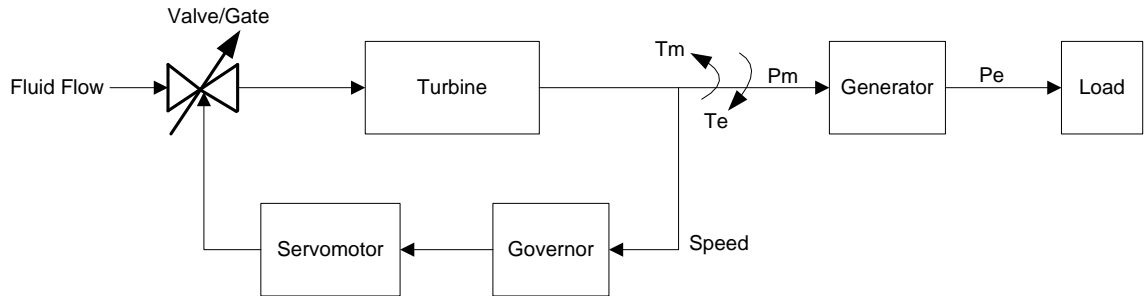 Valve/Gate
Fluid Flow
Turbine
Tm
Te
Pm
Generator
Pe
Load
Servomotor
Governor
Speed